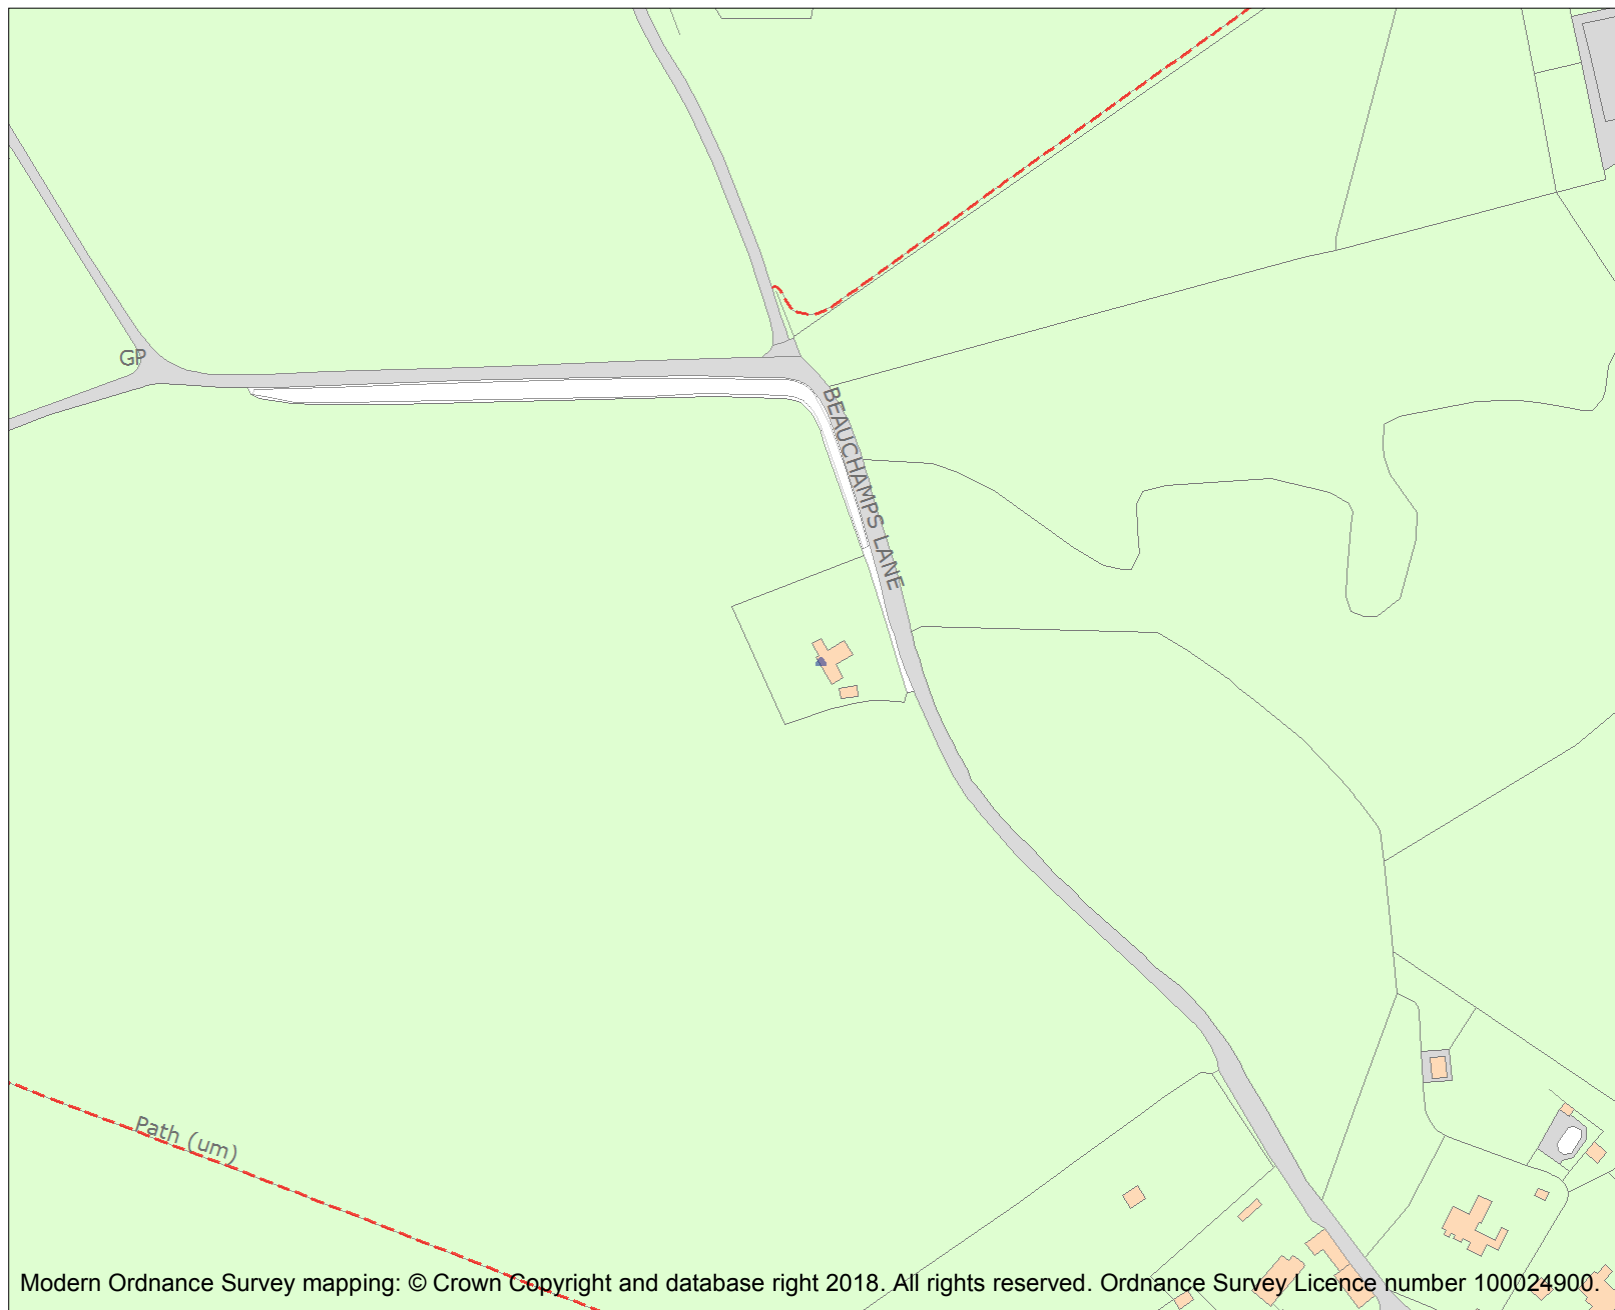 GP
BEAUCHAMPS LANE
Path (um)
Modern Ordnance Survey mapping: © Crown Copyright and database right 2018. All rights reserved. Ordnance Survey Licence number 100024900.